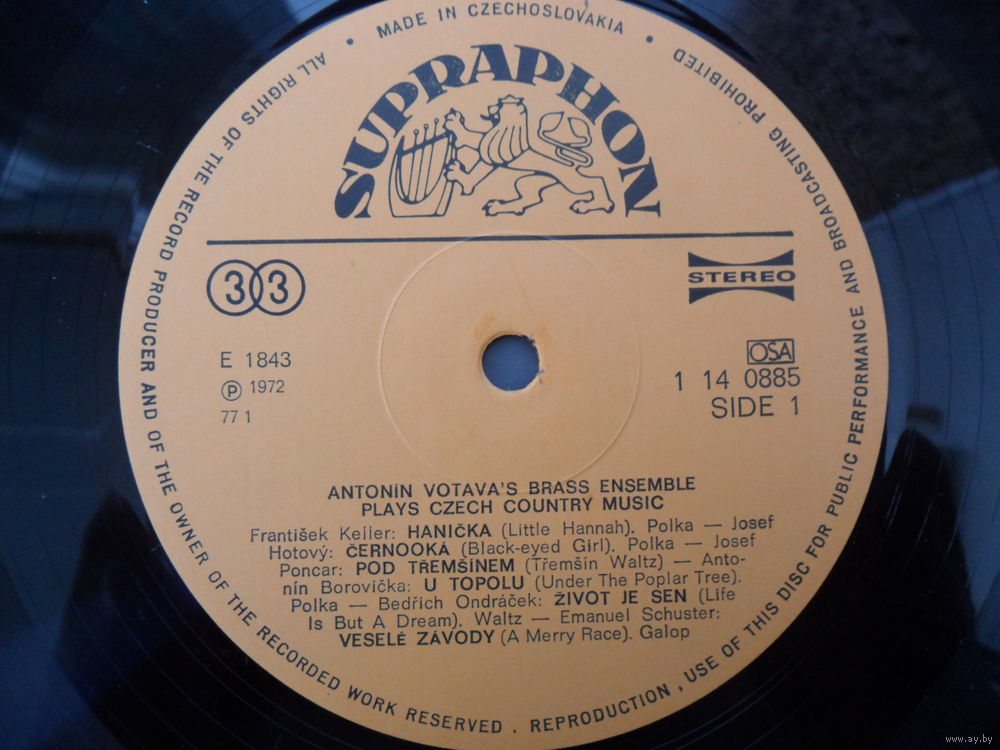 MADE IN CZECHOSLOVAKIA
SUPRAPHON
33
STEREO
E 1843
Ⓟ 1972
77 1
OSA
1 14 0885
SIDE 1
ANTONÍN VOTAVA'S BRASS ENSEMBLE
PLAYS CZECH COUNTRY MUSIC
František Keller: HANIČKA (Little Hannah). Polka — Josef
Hotový: ČERNOOKÁ (Black-eyed Girl). Polka — Josef
Poncar: POD TŘEMŠÍNEM (Třemšín Waltz) — Anto-
nín Borovička: U TOPOLU (Under The Poplar Tree).
Polka — Bedřich Ondráček: ŽIVOT JE SEN (Life
Is But A Dream). Waltz — Emanuel Schuster:
VESELÉ ZÁVODY (A Merry Race). Galop
ALL RIGHTS OF THE RECORD PRODUCER AND OF THE OWNER OF THE RECORDED WORK RESERVED . REPRODUCTION , USE OF THIS DISC FOR PUBLIC PERFORMANCE AND BROADCASTING PROHIBITED
www.ay.by